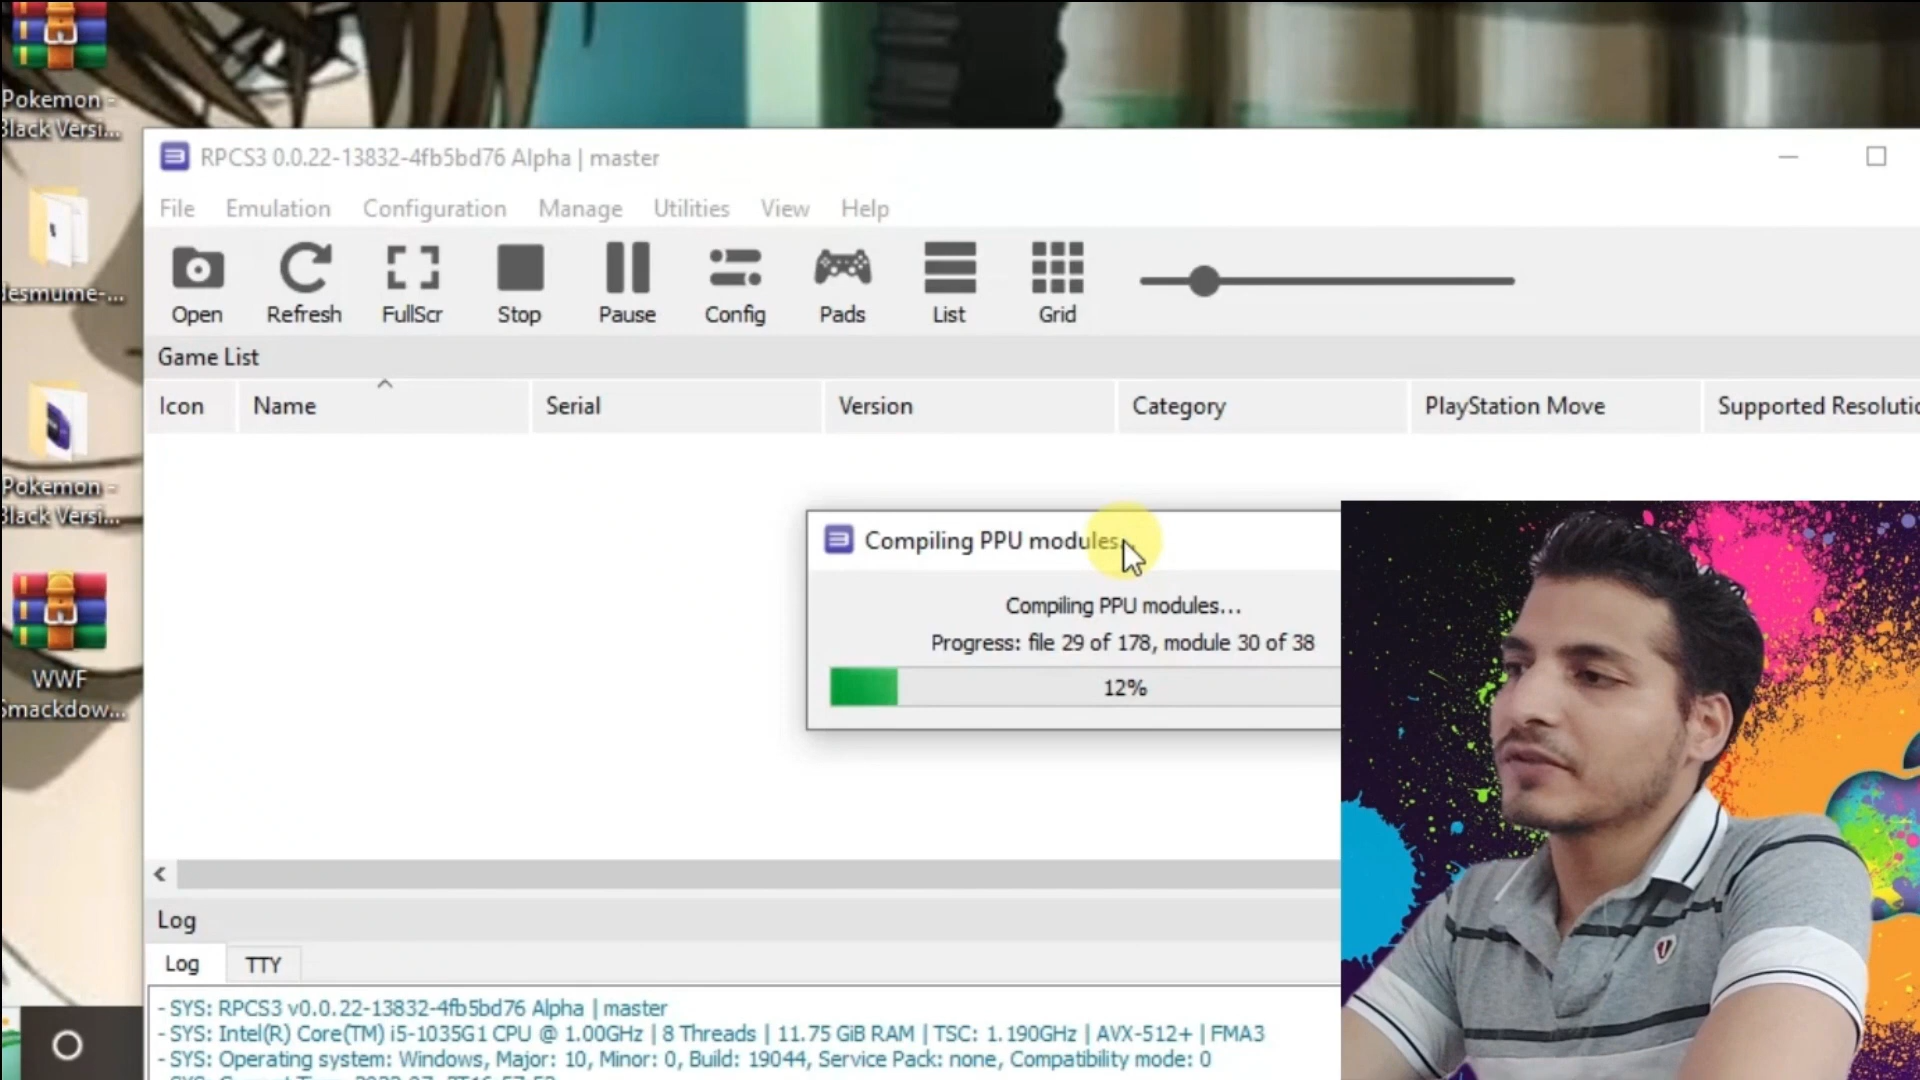 Pokemon -
Black Versi...
desmume-...
Pokemon -
Black Versi...
WWF
Smackdow...
RPCS3 0.0.22-13832-4fb5bd76 Alpha | master
File Emulation Configuration Manage Utilities View Help
Open Refresh FullScr Stop Pause Config Pads List Grid
Game List
Icon Name Serial Version Category PlayStation Move Supported Resolutio
Compiling PPU modules...
Compiling PPU modules...
Progress: file 29 of 178, module 30 of 38
12%
Log
Log TTY
- SYS: RPCS3 v0.0.22-13832-4fb5bd76 Alpha | master
- SYS: Intel(R) Core(TM) i5-1035G1 CPU @ 1.00GHz | 8 Threads | 11.75 GiB RAM | TSC: 1.190GHz | AVX-512+ | FMA3
- SYS: Operating system: Windows, Major: 10, Minor: 0, Build: 19044, Service Pack: none, Compatibility mode: 0